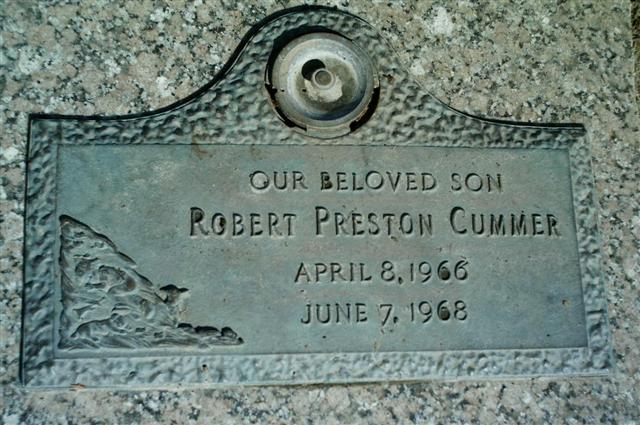 OUR BELOVED SON
ROBERT PRESTON CUMMER
APRIL 8, 1966
JUNE 7, 1968